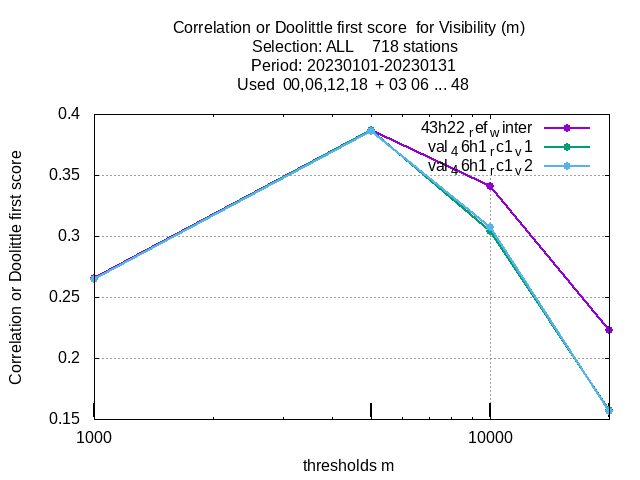 Correlation or Doolittle first score  for Visibility (m)
Selection: ALL    718 stations
Period: 20230101-20230131
Used  00,06,12,18  + 03 06 ... 48
0.4
0.35
0.3
0.25
0.2
0.15
Correlation or Doolittle first score
43h22_ref_winter
val_46h1_rc1_v1
val_46h1_rc1_v2
1000
10000
thresholds m